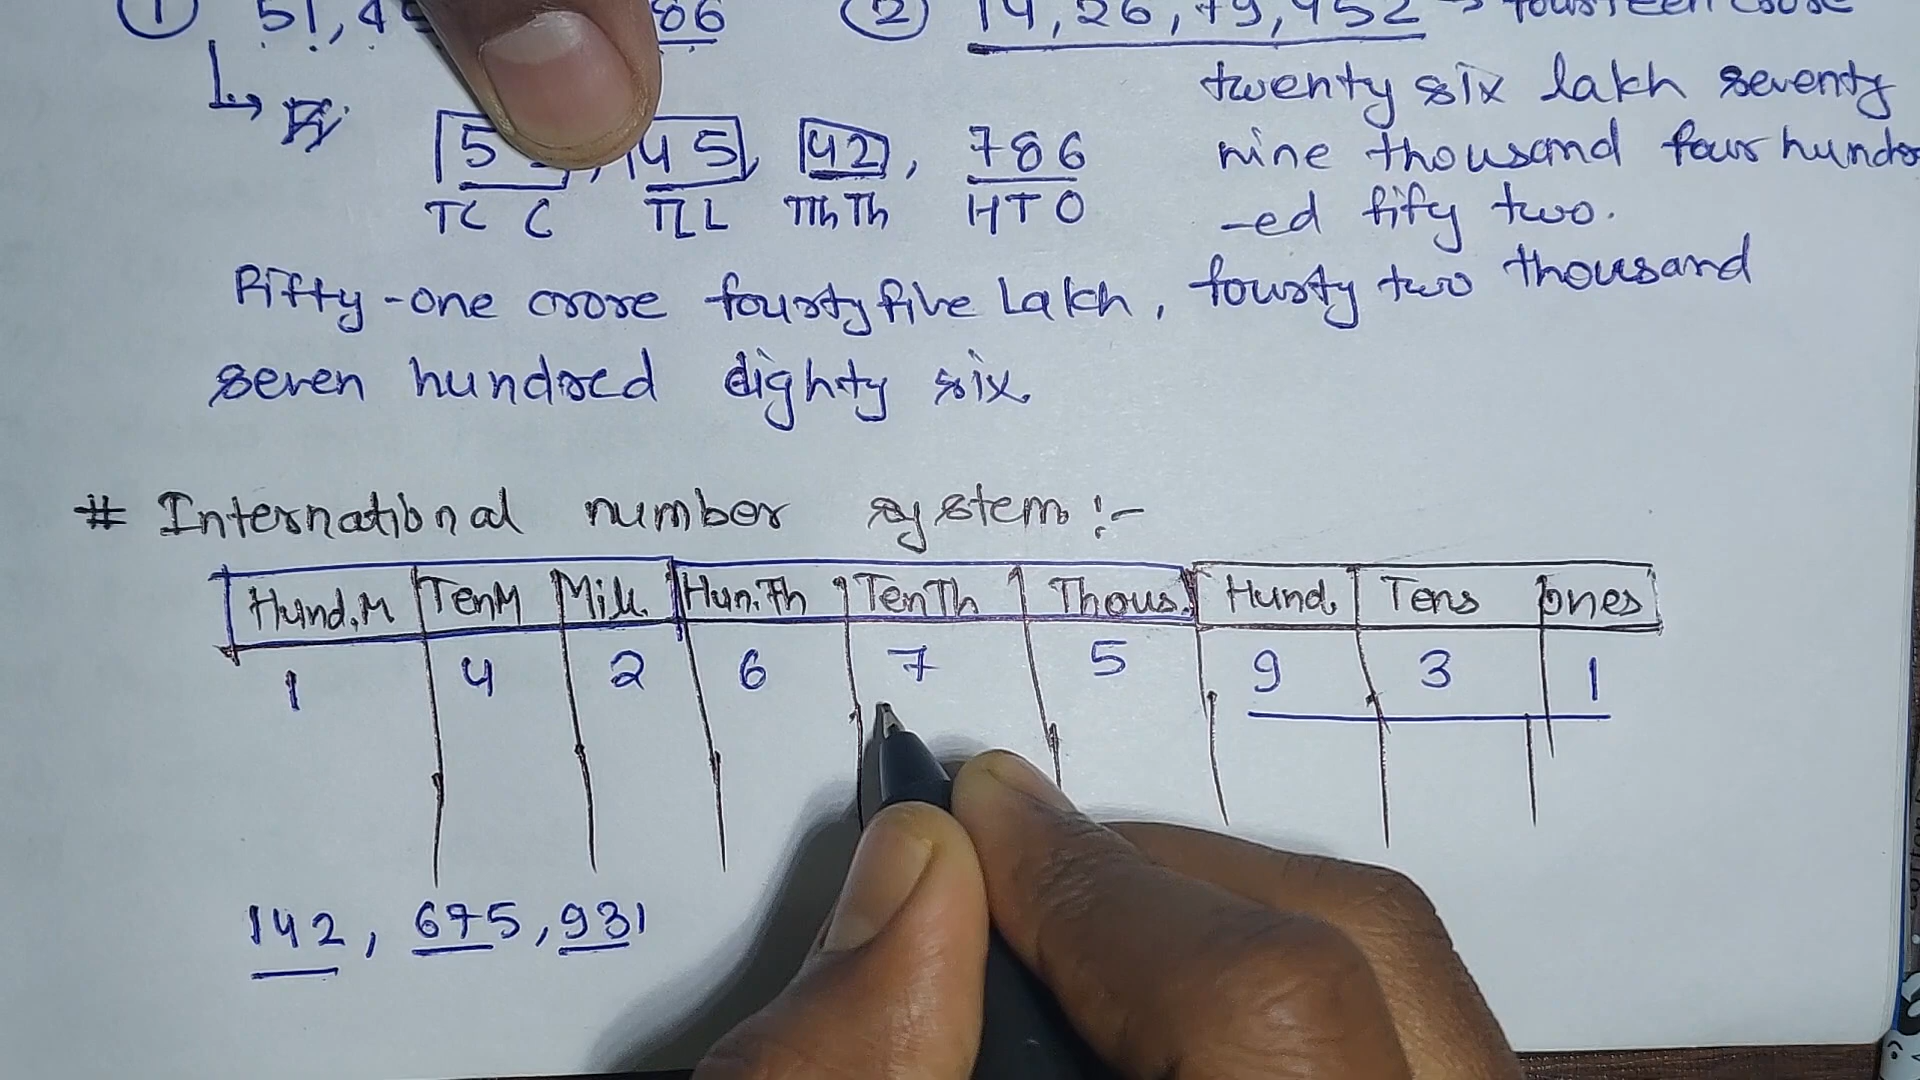 ① 51, 45 86 ② 14, 26, 79, 452 → fourteen crore
twenty six lakh seventy
5 , 45, 42, 786 nine thousand four hundr
TC C TL L TTh Th H T O -ed fify two.
Fifty-one crore fourty five Lakh, fourty two thousand
seven hundred eighty six.
# International number system :-
Hund.M TenM Mill. Hun.Th TenTh Thous. Hund. Tens Ones
1 4 2 6 7 5 9 3 1
142, 675, 931